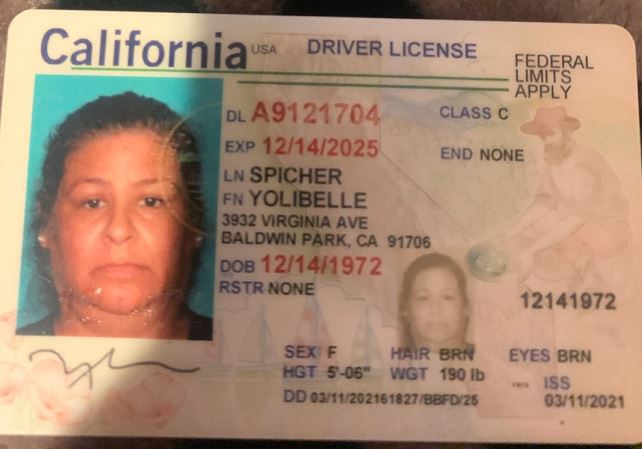 California USA DRIVER LICENSE
FEDERAL
LIMITS
APPLY
DL A9121704 CLASS C
EXP 12/14/2025 END NONE
LN SPICHER
FN YOLIBELLE
3932 VIRGINIA AVE
BALDWIN PARK, CA 91706
DOB 12/14/1972
RSTR NONE
12141972
SEX F HAIR BRN EYES BRN
HGT 5'-06" WGT 190 lb ISS
DD 03/11/202161827/BBFD/25 03/11/2021